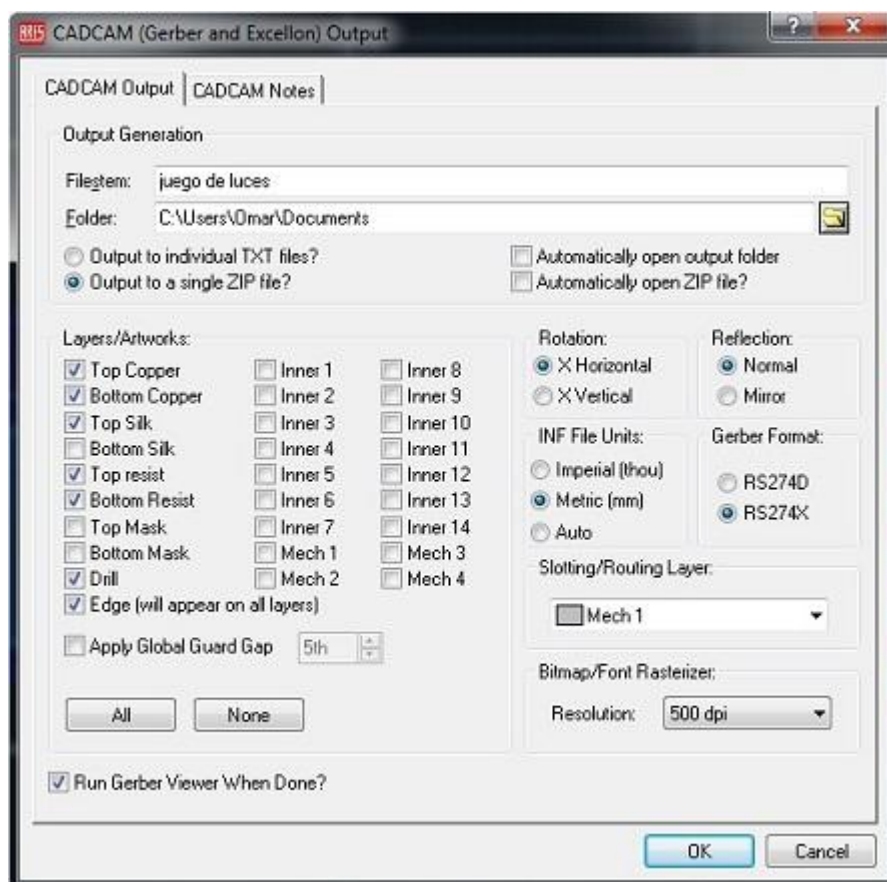 ARES CADCAM (Gerber and Excellon) Output
CADCAM Output CADCAM Notes
Output Generation
Filestem: juego de luces
Folder: C:\Users\Omar\Documents
Output to individual TXT files? Automatically open output folder
Output to a single ZIP file? Automatically open ZIP file?
Layers/Artworks: Rotation: Reflection:
Top Copper Inner 1 Inner 8 X Horizontal Normal
Bottom Copper Inner 2 Inner 9 X Vertical Mirror
Top Silk Inner 3 Inner 10
Bottom Silk Inner 4 Inner 11 INF File Units: Gerber Format:
Top resist Inner 5 Inner 12 Imperial (thou) RS274D
Bottom Resist Inner 6 Inner 13 Metric (mm) RS274X
Top Mask Inner 7 Inner 14 Auto
Bottom Mask Mech 1 Mech 3
Drill Mech 2 Mech 4 Slotting/Routing Layer:
Edge (will appear on all layers) Mech 1
Apply Global Guard Gap 5th
Bitmap/Font Rasterizer:
All None Resolution: 500 dpi
Run Gerber Viewer When Done?
OK Cancel